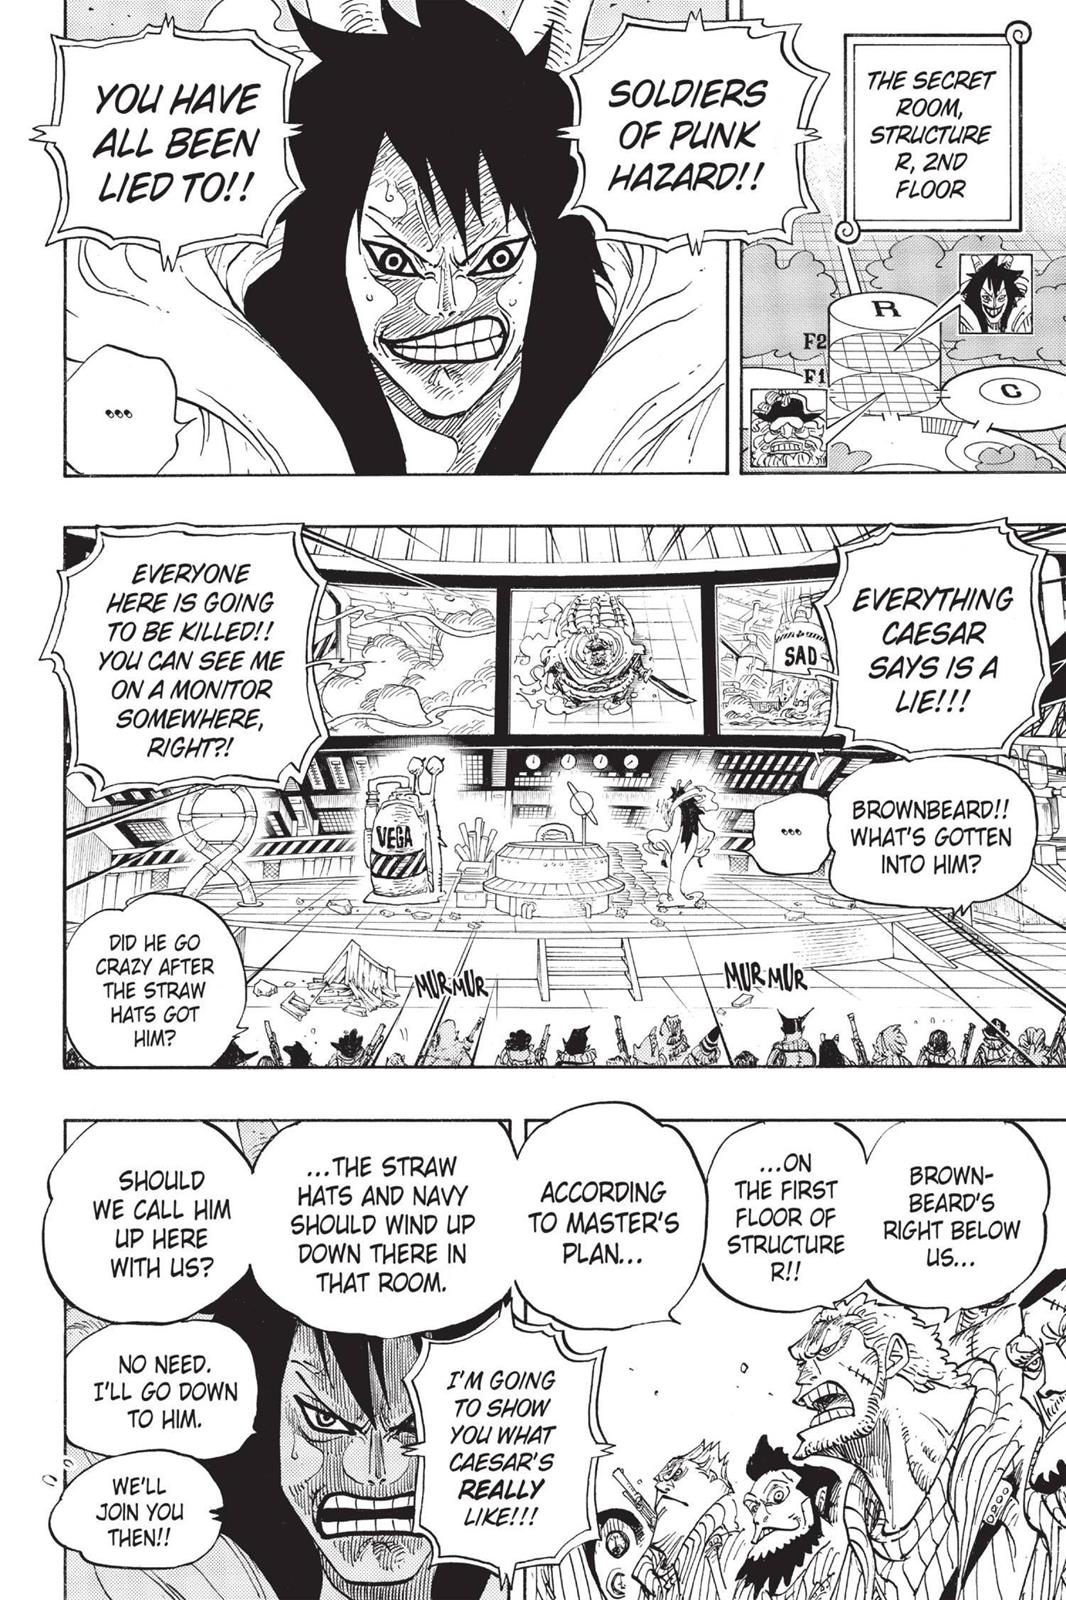 THE SECRET
ROOM,
STRUCTURE
R, 2ND
FLOOR
R
F2
F1
C
SOLDIERS
OF PUNK
HAZARD!!
YOU HAVE
ALL BEEN
LIED TO!!
...
EVERYTHING
CAESAR
SAYS IS A
LIE!!!
SAD
EVERYONE
HERE IS GOING
TO BE KILLED!!
YOU CAN SEE ME
ON A MONITOR
SOMEWHERE,
RIGHT?!
BROWNBEARD!!
WHAT'S GOTTEN
INTO HIM?
...
VEGA
DID HE GO
CRAZY AFTER
THE STRAW
HATS GOT
HIM?
MUR MUR
MUR MUR
BROWN-
BEARD'S
RIGHT BELOW
US...
...ON
THE FIRST
FLOOR OF
STRUCTURE
R!!
ACCORDING
TO MASTER'S
PLAN...
...THE STRAW
HATS AND NAVY
SHOULD WIND UP
DOWN THERE IN
THAT ROOM.
SHOULD
WE CALL HIM
UP HERE
WITH US?
I'M GOING
TO SHOW
YOU WHAT
CAESAR'S
REALLY
LIKE!!!
NO NEED.
I'LL GO DOWN
TO HIM.
WE'LL
JOIN YOU
THEN!!